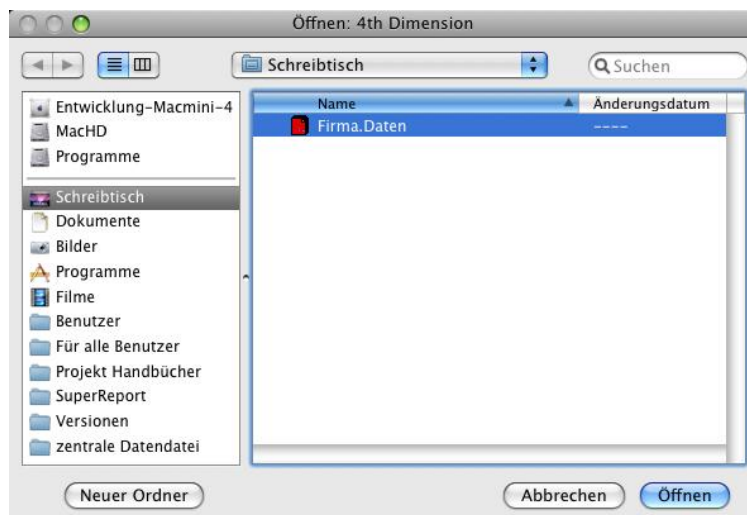 Öffnen: 4th Dimension
Schreibtisch
Suchen
Entwicklung-Macmini-4
MacHD
Programme
Schreibtisch
Dokumente
Bilder
Programme
Filme
Benutzer
Für alle Benutzer
Projekt Handbücher
SuperReport
Versionen
zentrale Datendatei
Name Änderungsdatum
Firma.Daten ----
Neuer Ordner Abbrechen Öffnen